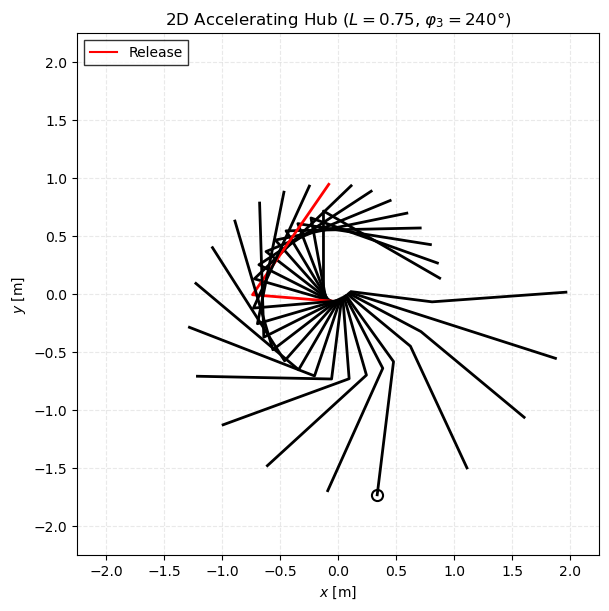 2D Accelerating Hub (L = 0.75, φ₃ = 240°)
Release
2.0
1.5
1.0
0.5
0.0
−0.5
−1.0
−1.5
−2.0
y [m]
−2.0 −1.5 −1.0 −0.5 0.0 0.5 1.0 1.5 2.0
x [m]